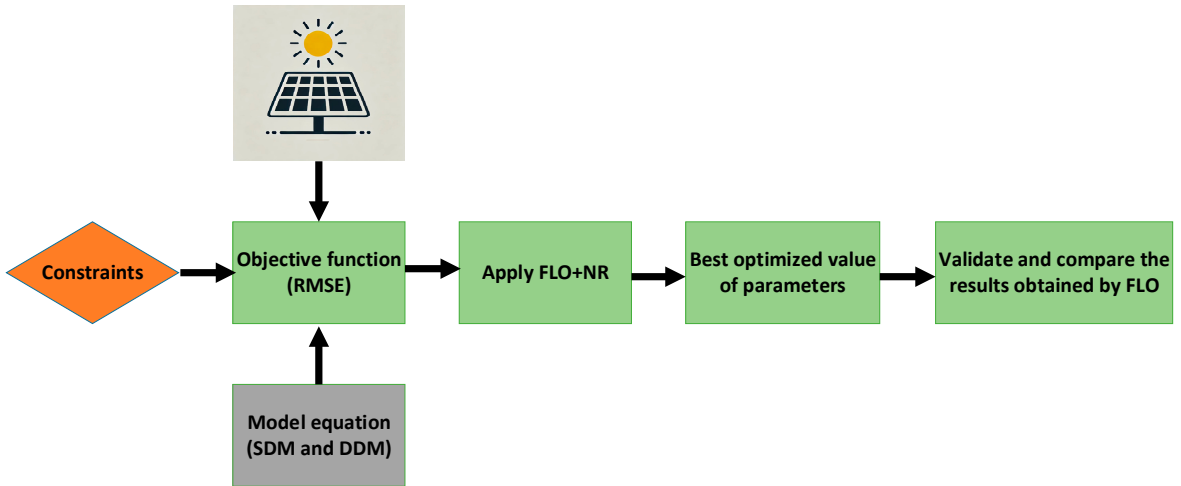 Constraints
Objective function
(RMSE)
Apply FLO+NR
Best optimized value
of parameters
Validate and compare the
results obtained by FLO
Model equation
(SDM and DDM)